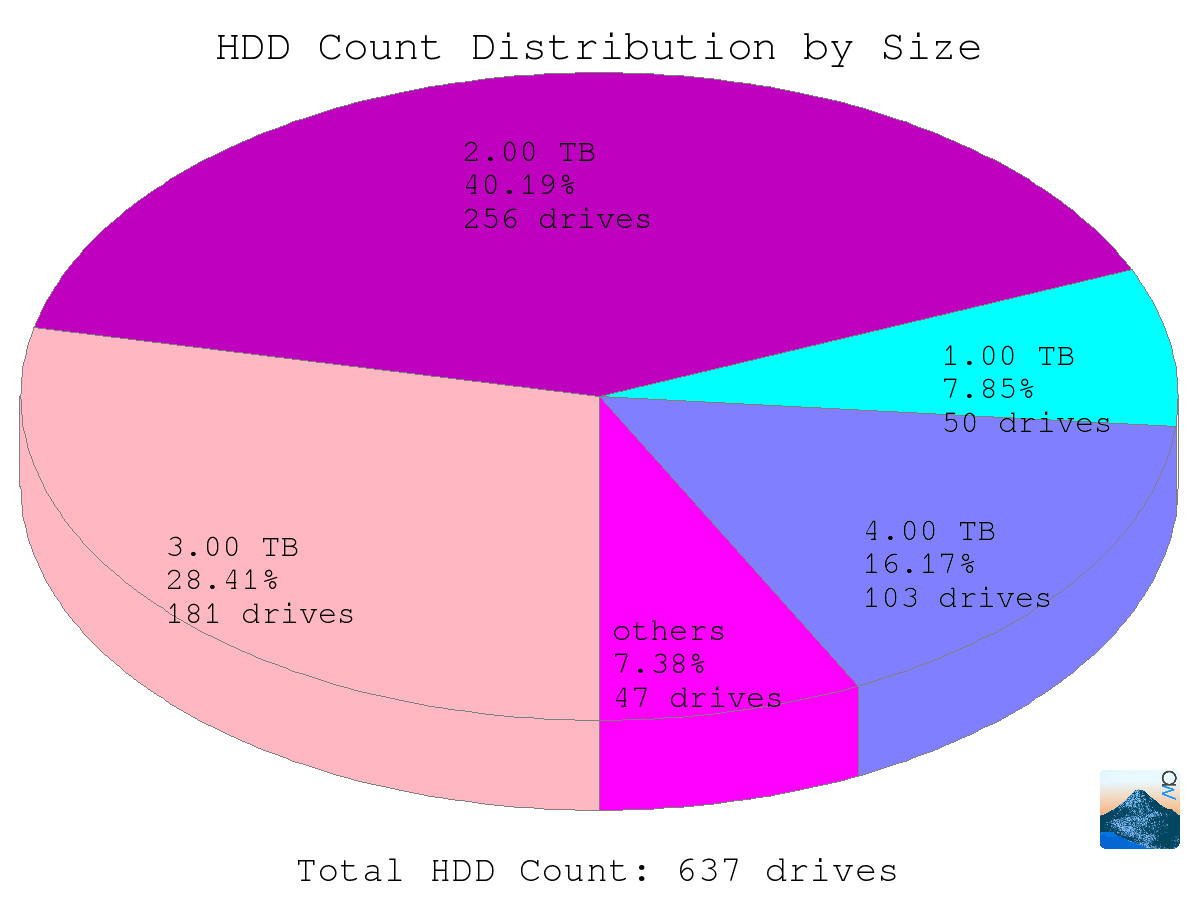 HDD Count Distribution by Size
2.00 TB
40.19%
256 drives
1.00 TB
7.85%
50 drives
4.00 TB
16.17%
103 drives
3.00 TB
28.41%
181 drives
others
7.38%
47 drives
Total HDD Count: 637 drives